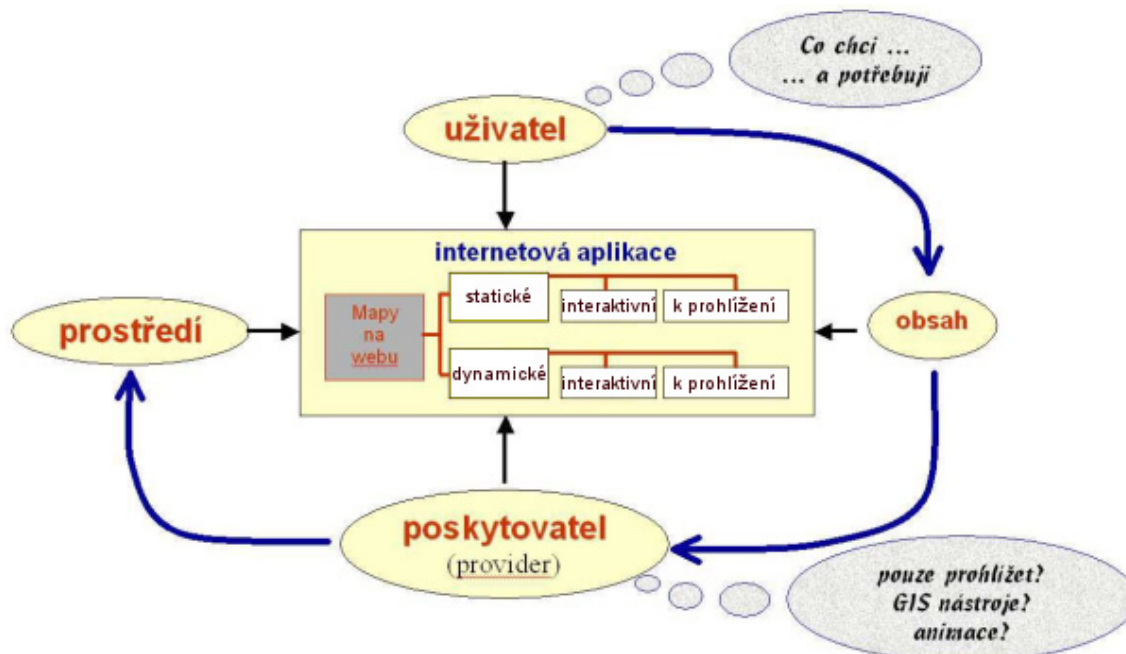 Co chci ...
... a potřebuji
uživatel
internetová aplikace
Mapy
na
webu
statické
interaktivní
k prohlížení
dynamické
interaktivní
k prohlížení
prostředí
obsah
poskytovatel
(provider)
pouze prohlížet?
GIS nástroje?
animace?